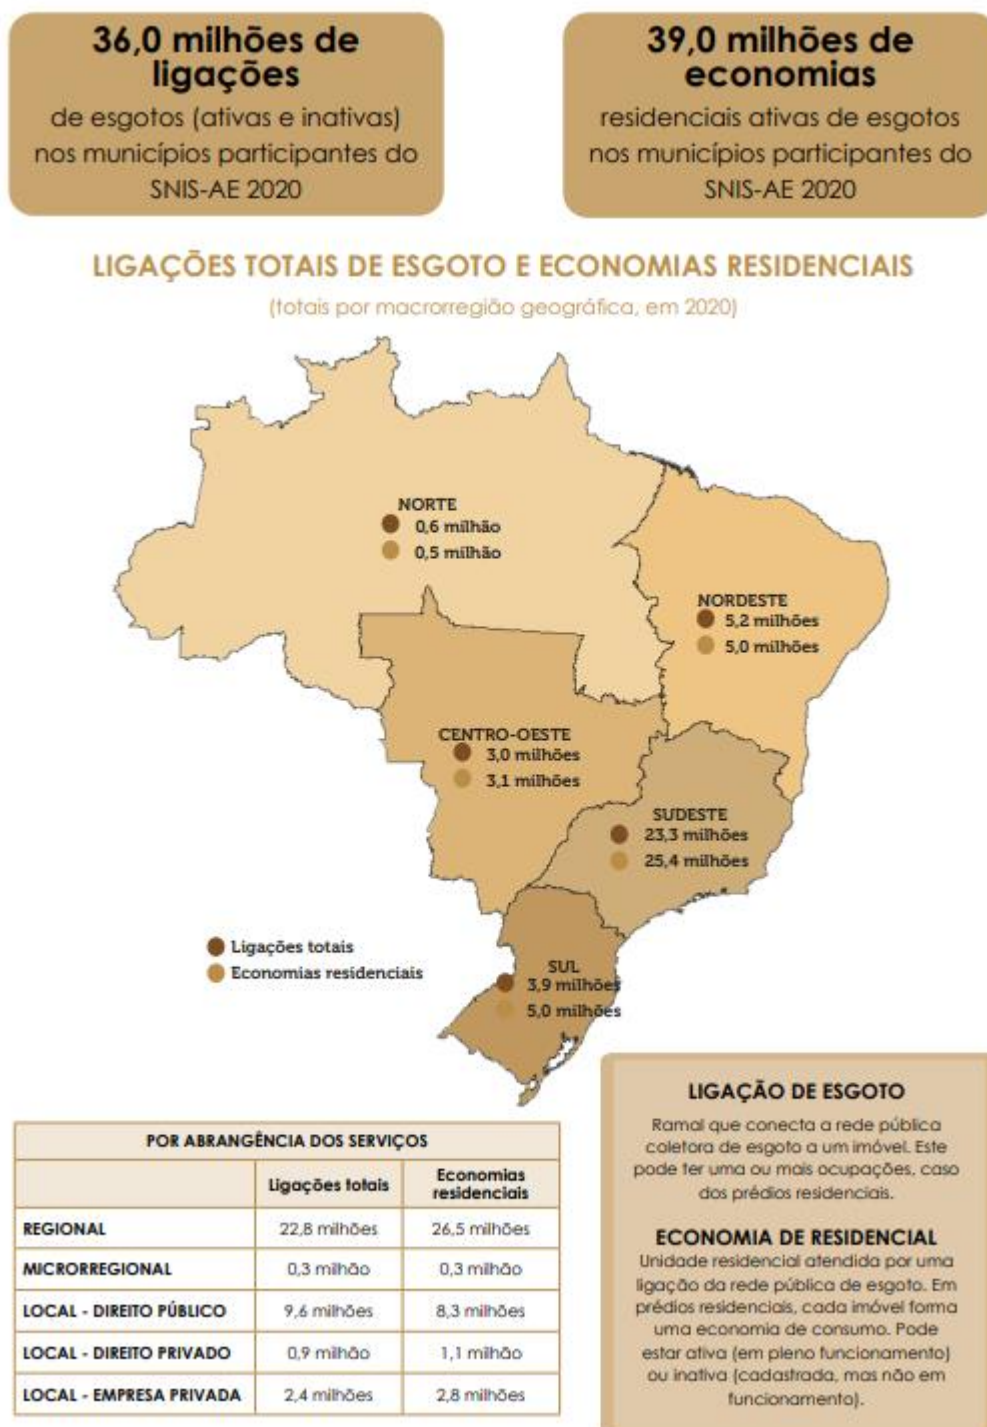 36,0 milhões de
ligações
de esgotos (ativas e inativas)
nos municípios participantes do
SNIS-AE 2020
39,0 milhões de
economias
residenciais ativas de esgotos
nos municípios participantes do
SNIS-AE 2020
LIGAÇÕES TOTAIS DE ESGOTO E ECONOMIAS RESIDENCIAIS
(totais por macrorregião geográfica, em 2020)
NORTE
0,6 milhão
0,5 milhão
NORDESTE
5,2 milhões
5,0 milhões
CENTRO-OESTE
3,0 milhões
3,1 milhões
SUDESTE
23,3 milhões
25,4 milhões
Ligações totais
Economias residenciais
SUL
3,9 milhões
5,0 milhões
POR ABRANGÊNCIA DOS SERVIÇOS
Ligações totais Economias residenciais
REGIONAL 22,8 milhões 26,5 milhões
MICRORREGIONAL 0,3 milhão 0,3 milhão
LOCAL - DIREITO PÚBLICO 9,6 milhões 8,3 milhões
LOCAL - DIREITO PRIVADO 0,9 milhão 1,1 milhão
LOCAL - EMPRESA PRIVADA 2,4 milhões 2,8 milhões
LIGAÇÃO DE ESGOTO
Ramal que conecta a rede pública
coletora de esgoto a um imóvel. Este
pode ter uma ou mais ocupações, caso
dos prédios residenciais.
ECONOMIA DE RESIDENCIAL
Unidade residencial atendida por uma
ligação da rede pública de esgoto. Em
prédios residenciais, cada imóvel forma
uma economia de consumo. Pode
estar ativa (em pleno funcionamento)
ou inativa (cadastrada, mas não em
funcionamento).